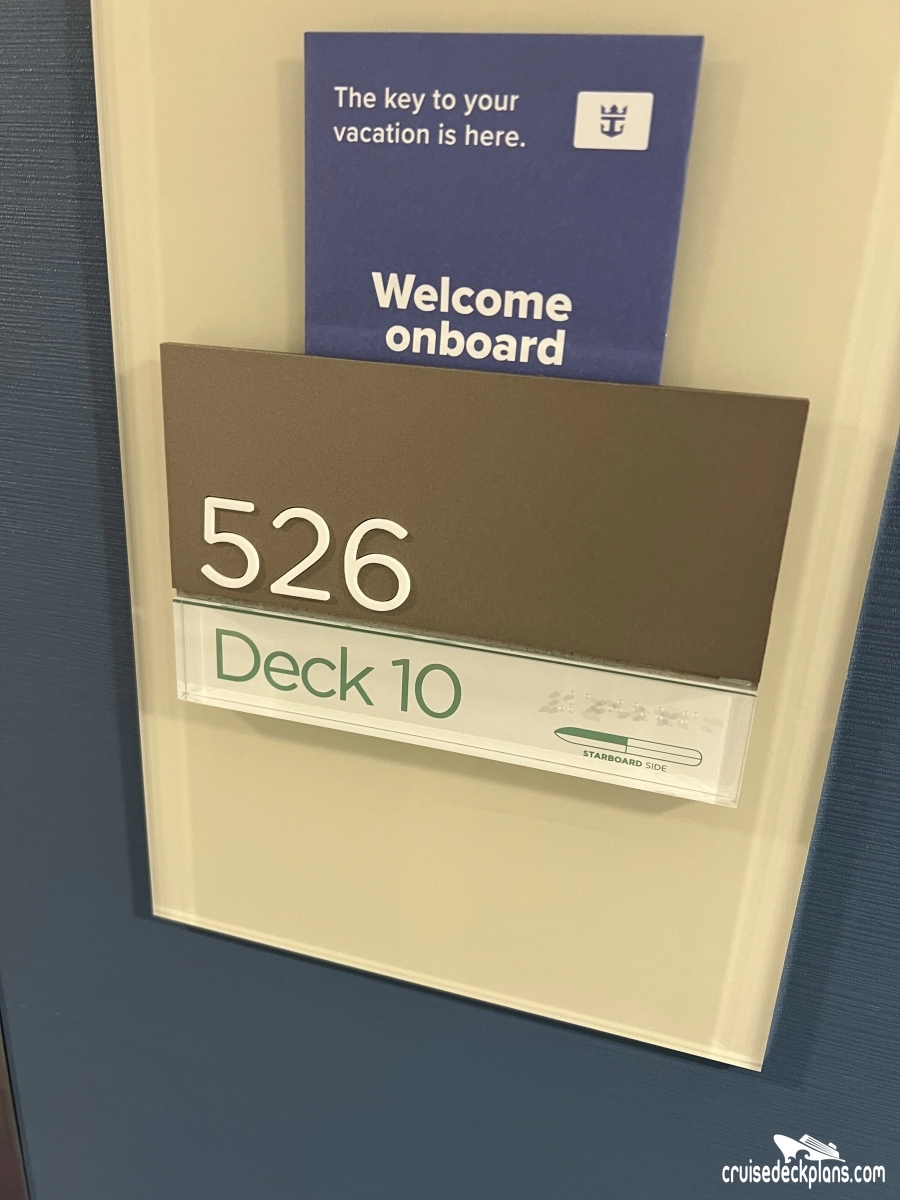 The key to your
vacation is here.
Welcome
onboard
526
Deck 10
STARBOARD SIDE
cruisedeckplans.com